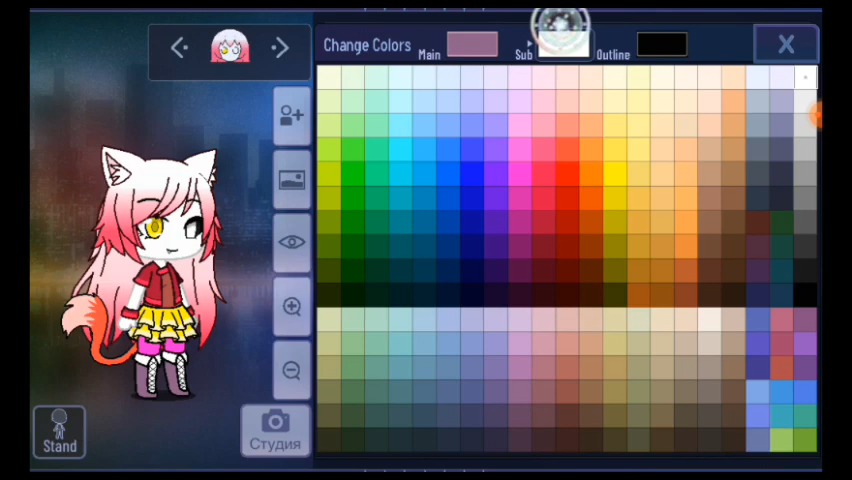 Change Colors
Main
Sub
Outline
X
Stand
Студия